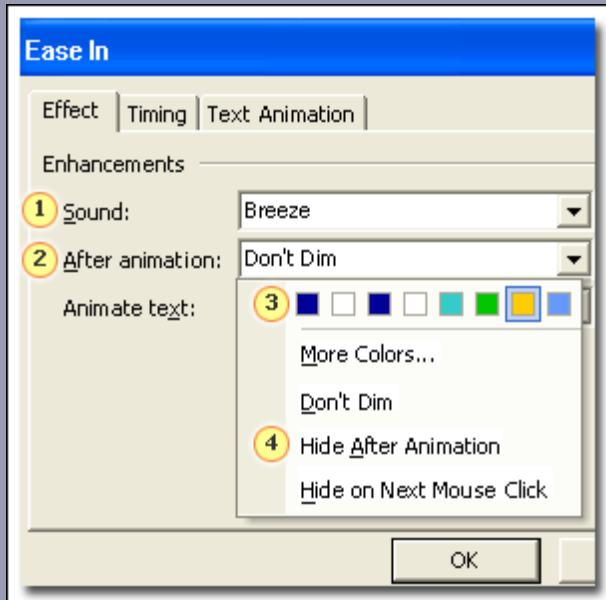 Ease In
Effect Timing Text Animation
Enhancements
1 Sound: Breeze
2 After animation: Don't Dim
Animate text: 3
More Colors...
Don't Dim
4 Hide After Animation
Hide on Next Mouse Click
OK